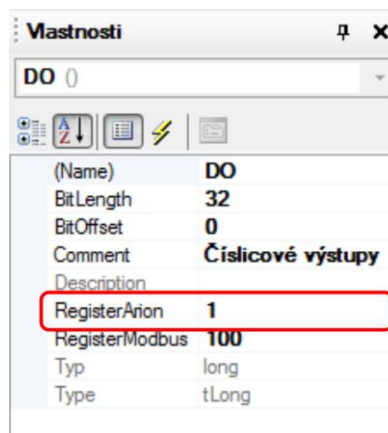 Vlastnosti
DO ()
(Name) DO
BitLength 32
BitOffset 0
Comment Číslicové výstupy
Description
RegisterArion 1
RegisterModbus 100
Typ long
Type tLong